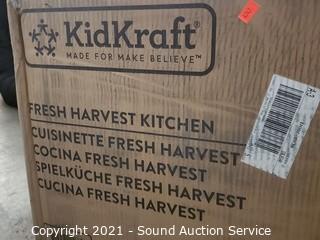 KidKraft
MADE FOR MAKE BELIEVE™
FRESH HARVEST KITCHEN
CUISINETTE FRESH HARVEST
COCINA FRESH HARVEST
SPIELKÜCHE FRESH HARVEST
CUCINA FRESH HARVEST
Copyright 2021 - Sound Auction Service